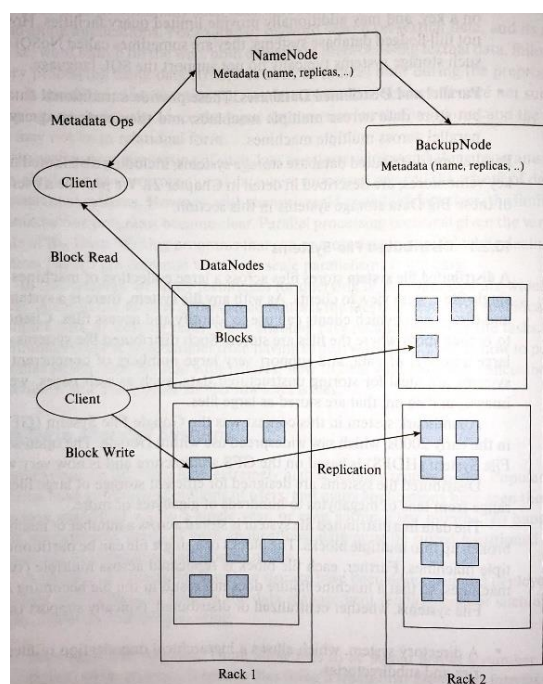 NameNode
Metadata (name, replicas, ..)
Metadata Ops
BackupNode
Metadata (name, replicas, ..)
Client
Block Read
DataNodes
Blocks
Client
Block Write
Replication
Rack 1
Rack 2